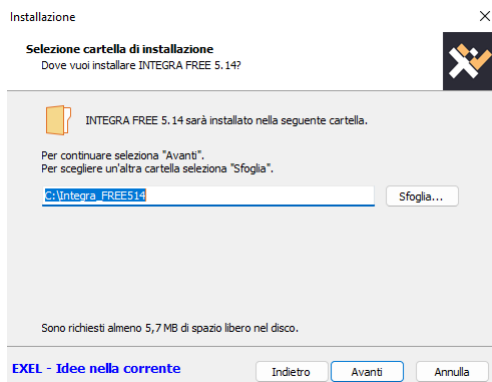 Installazione
Selezione cartella di installazione
Dove vuoi installare INTEGRA FREE 5.14?
INTEGRA FREE 5.14 sarà installato nella seguente cartella.
Per continuare seleziona "Avanti".
Per scegliere un'altra cartella seleziona "Sfoglia".
C:\Integra_FREE514
Sfoglia...
Sono richiesti almeno 5,7 MB di spazio libero nel disco.
EXEL - Idee nella corrente
Indietro
Avanti
Annulla